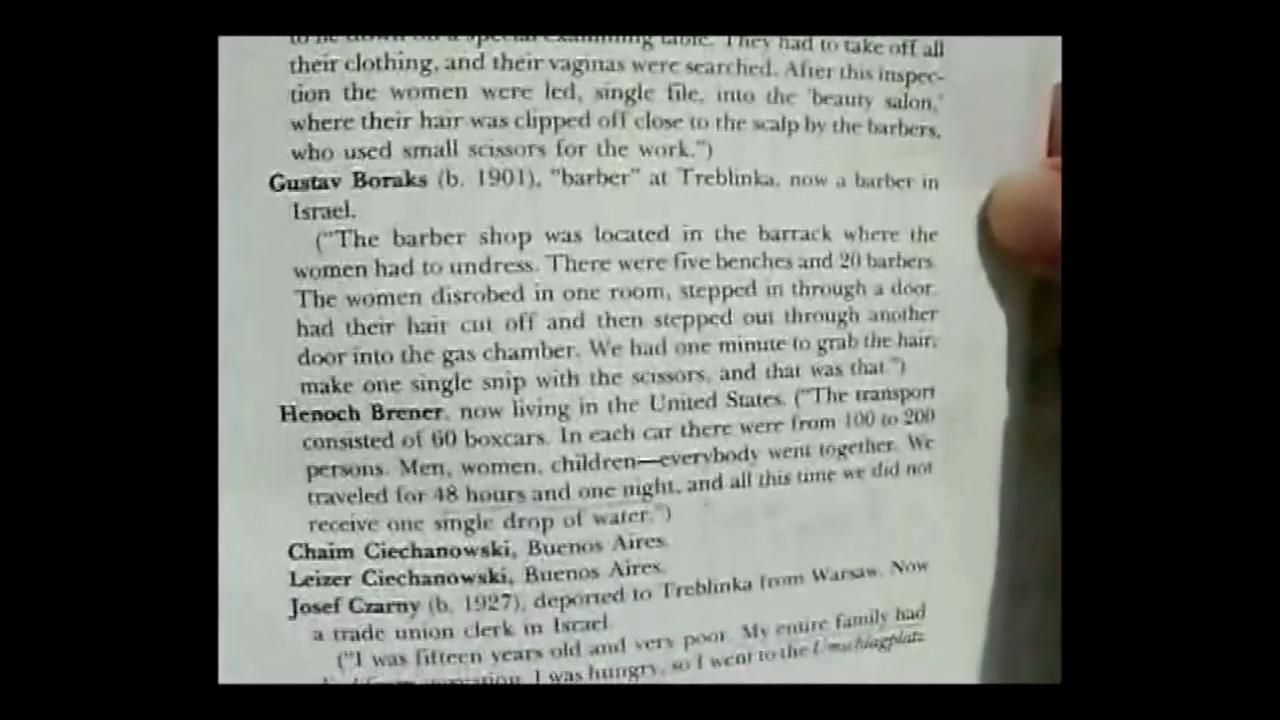 to lie down on a special examining table. They had to take off all
their clothing, and their vaginas were searched. After this inspec-
tion the women were led, single file, into the 'beauty salon,'
where their hair was clipped off close to the scalp by the barbers,
who used small scissors for the work.")
Gustav Boraks (b. 1901), "barber" at Treblinka, now a barber in
Israel.
("The barber shop was located in the barrack where the
women had to undress. There were five benches and 20 barbers.
The women disrobed in one room, stepped in through a door,
had their hair cut off and then stepped out through another
door into the gas chamber. We had one minute to grab the hair,
make one single snip with the scissors, and that was that.")
Henoch Brener, now living in the United States. ("The transport
consisted of 60 boxcars. In each car there were from 100 to 200
persons. Men, women, children—everybody went together. We
traveled for 48 hours and one night, and all this time we did not
receive one single drop of water.")
Chaim Ciechanowski, Buenos Aires.
Leizer Ciechanowski, Buenos Aires.
Josef Czarny (b. 1927), deported to Treblinka from Warsaw. Now
a trade union clerk in Israel.
("I was fifteen years old and very poor. My entire family had
I was hungry, so I went to the Umschlagplatz